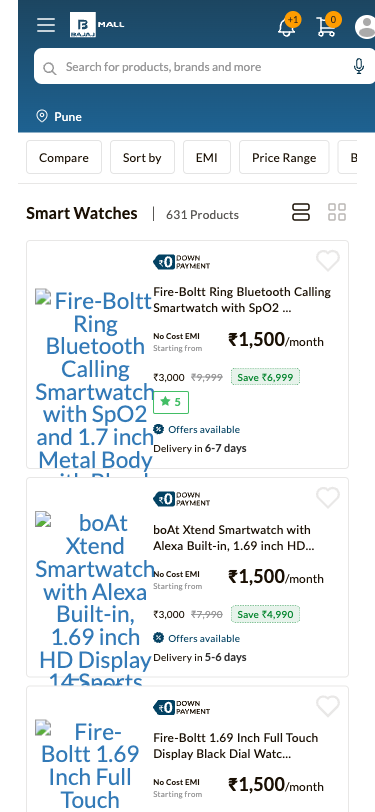 B
BAJAJ
MALL
+1
0
Search for products, brands and more
Pune
Compare
Sort by
EMI
Price Range
B
Smart Watches
631 Products
₹0 DOWN PAYMENT
Fire-Boltt
Ring
Bluetooth
Calling
Smartwatch
with SpO2
and 1.7 inch
Metal Body
Fire-Boltt Ring Bluetooth Calling
Smartwatch with SpO2 ...
No Cost EMI
Starting from
₹1,500/month
₹3,000 ₹9,999 Save ₹6,999
5
Offers available
Delivery in 6-7 days
₹0 DOWN PAYMENT
boAt
Xtend
Smartwatch
with Alexa
Built-in,
1.69 inch
HD Display
14 Sports
boAt Xtend Smartwatch with
Alexa Built-in, 1.69 inch HD...
No Cost EMI
Starting from
₹1,500/month
₹3,000 ₹7,990 Save ₹4,990
Offers available
Delivery in 5-6 days
₹0 DOWN PAYMENT
Fire-
Boltt 1.69
Inch Full
Touch
Fire-Boltt 1.69 Inch Full Touch
Display Black Dial Watc...
No Cost EMI
Starting from
₹1,500/month